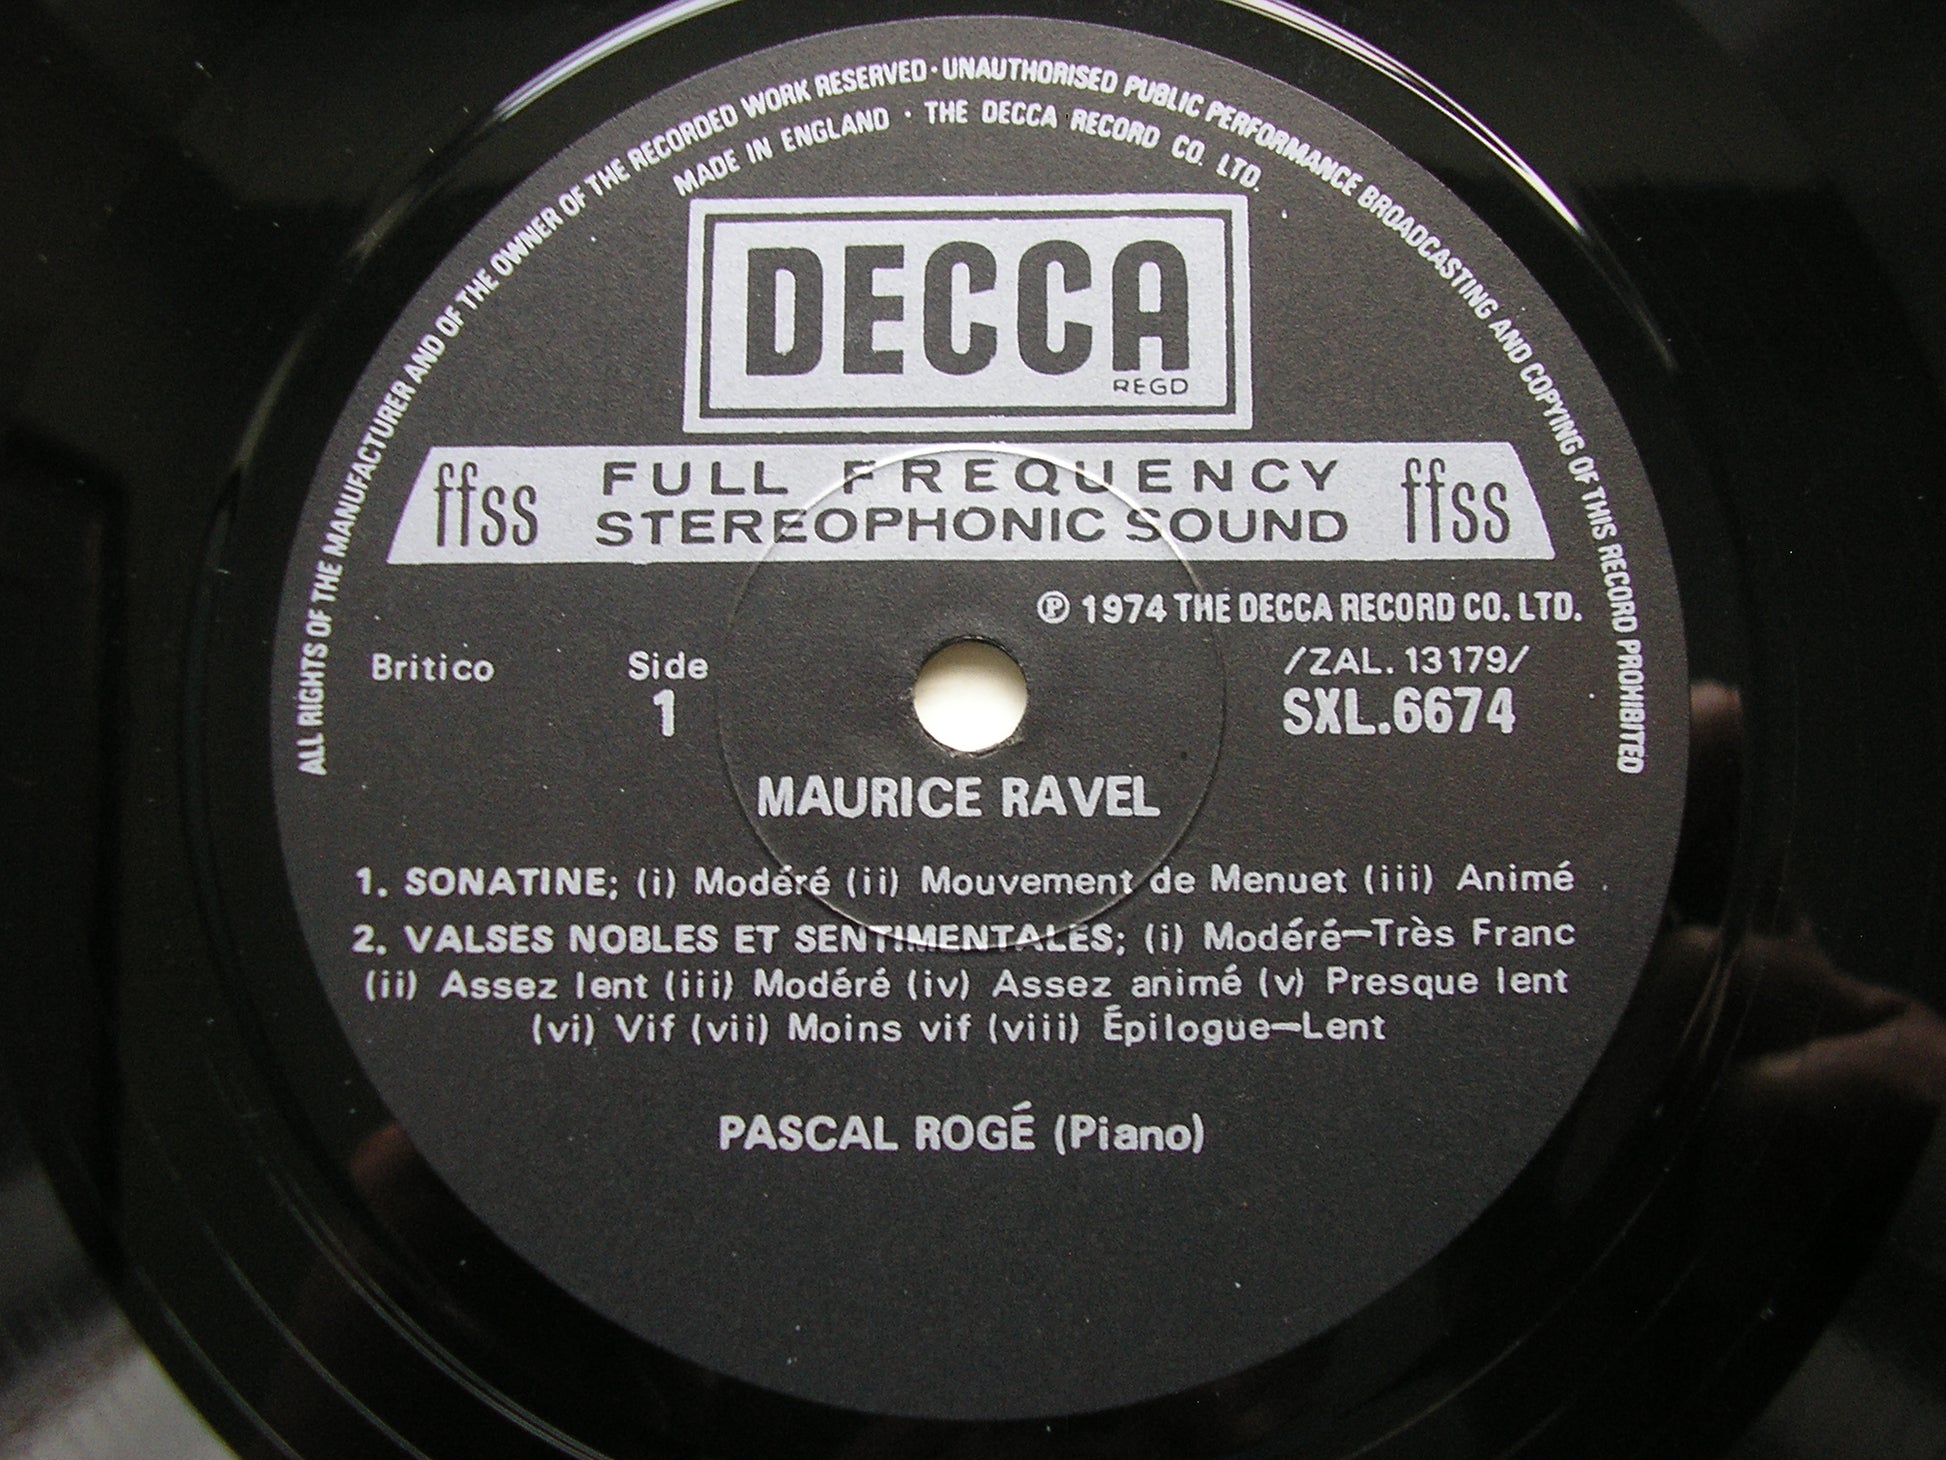 ALL RIGHTS OF THE MANUFACTURER AND OF THE OWNER OF THE RECORDED WORK RESERVED · UNAUTHORISED PUBLIC PERFORMANCE BROADCASTING AND COPYING OF THIS RECORD PROHIBITED
MADE IN ENGLAND · THE DECCA RECORD CO. LTD.
DECCA
REGD
ffss FULL FREQUENCY ffss
STEREOPHONIC SOUND
℗ 1974 THE DECCA RECORD CO. LTD.
Britico Side /ZAL. 13179/
1 SXL.6674
MAURICE RAVEL
1. SONATINE; (i) Modéré (ii) Mouvement de Menuet (iii) Animé
2. VALSES NOBLES ET SENTIMENTALES; (i) Modéré—Très Franc
(ii) Assez lent (iii) Modéré (iv) Assez animé (v) Presque lent
(vi) Vif (vii) Moins vif (viii) Épilogue—Lent
PASCAL ROGÉ (Piano)